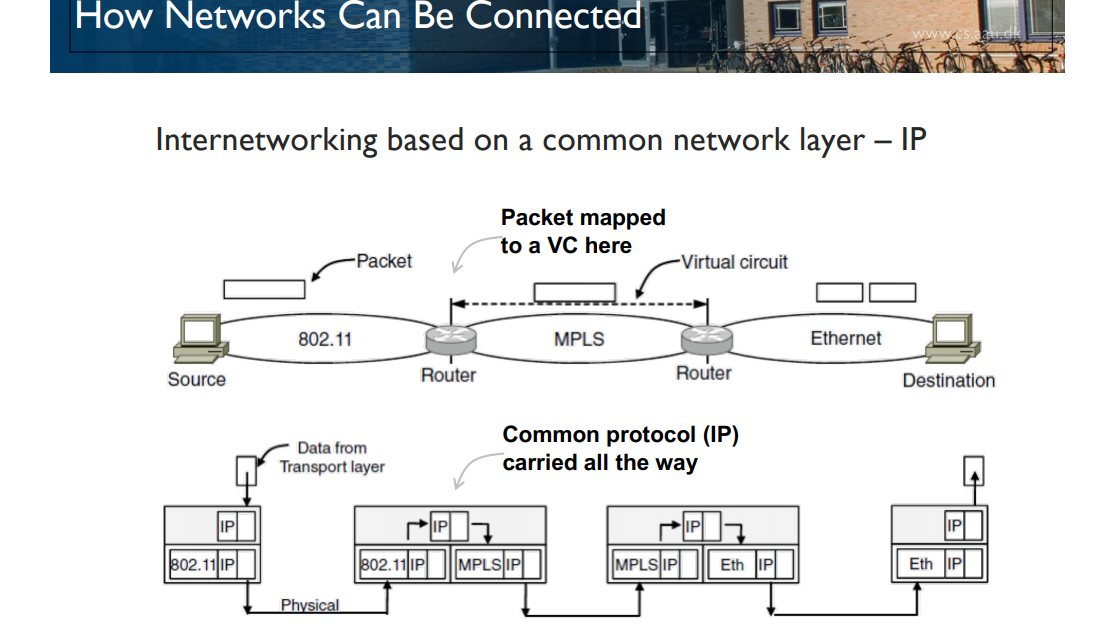 How Networks Can Be Connected
www.cs.aau.dk
Internetworking based on a common network layer – IP
Packet mapped
to a VC here
Packet
Virtual circuit
802.11
MPLS
Ethernet
Source
Router
Router
Destination
Common protocol (IP)
carried all the way
Data from
Transport layer
IP
IP
IP
IP
802.11 IP
802.11 IP
MPLS IP
MPLS IP
Eth IP
Eth IP
Physical